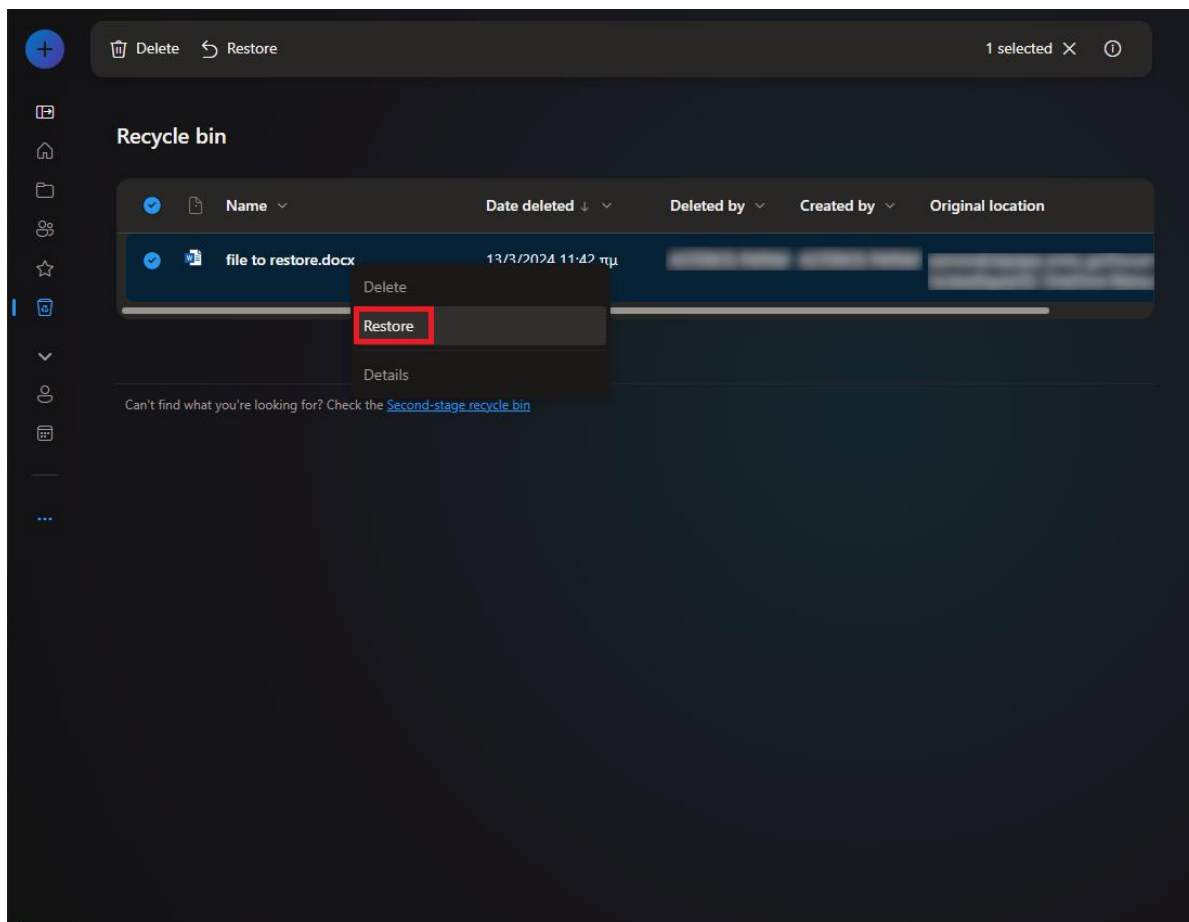 Delete Restore 1 selected
Recycle bin
Name Date deleted Deleted by Created by Original location
file to restore.docx 13/3/2024 11:42 πμ
Delete
Restore
Details
Can't find what you're looking for? Check the Second-stage recycle bin